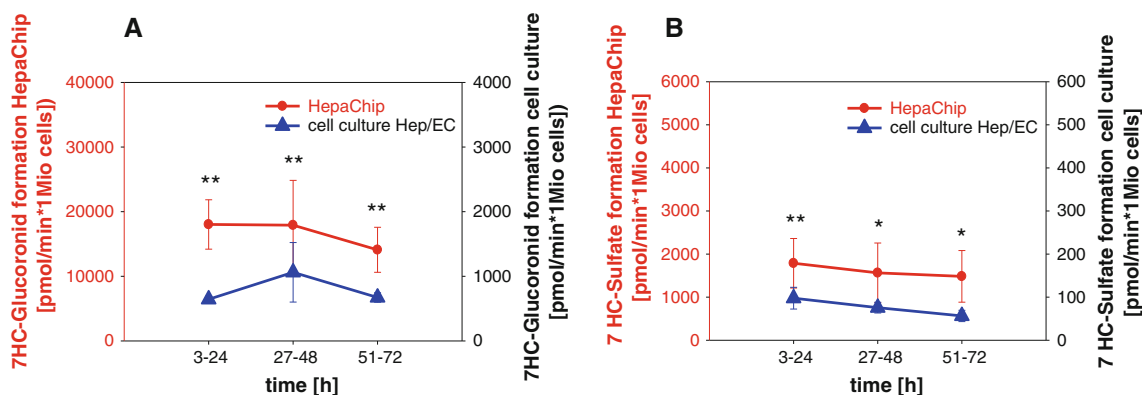 A
7HC-Glucoronid formation HepaChip
[pmol/min*1Mio cells])
40000
30000
20000
10000
0
HepaChip
cell culture Hep/EC
**
**
**
4000
3000
2000
1000
0
7HC-Glucoronid formation cell culture
[pmol/min*1Mio cells])
3-24
27-48
51-72
time [h]
B
7 HC-Sulfate formation HepaChip
[pmol/min*1Mio cells]
6000
5000
4000
3000
2000
1000
0
HepaChip
cell culture Hep/EC
**
*
*
600
500
400
300
200
100
0
7 HC-Sulfate formation cell culture
[pmol/min*1Mio cells]
3-24
27-48
51-72
time [h]